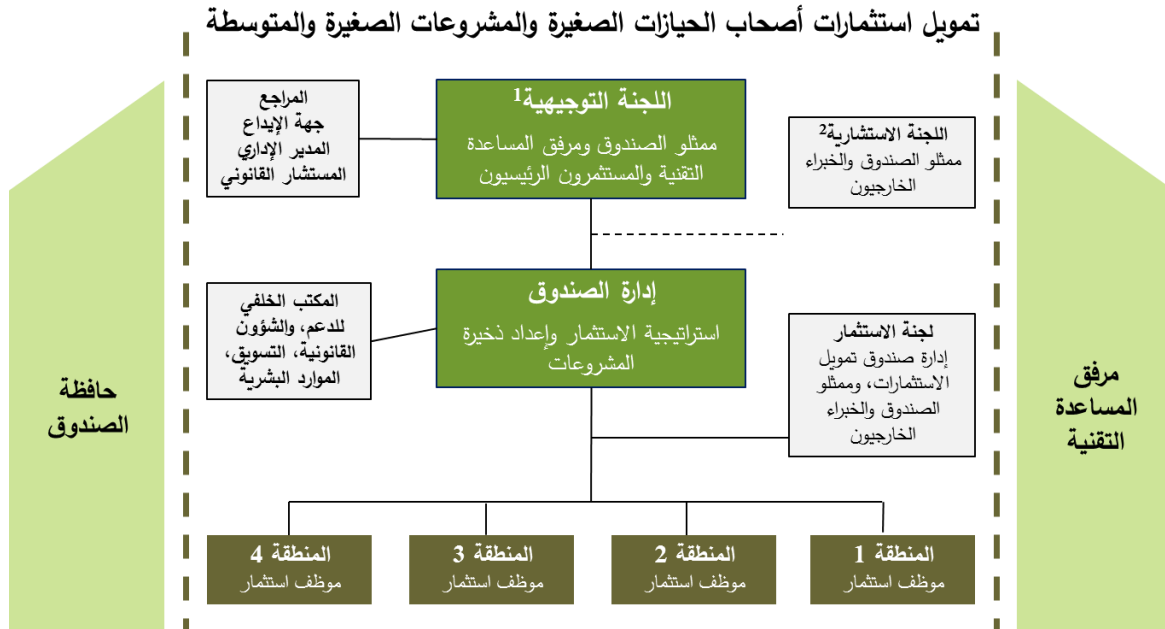 تمويل استثمارات أصحاب الحيازات الصغيرة والمشروعات الصغيرة والمتوسطة
مرفق
المساعدة
التقنية
اللجنة الاستشارية2
ممثلو الصندوق والخبراء
الخارجيون
اللجنة التوجيهية1
ممثلو الصندوق ومرفق المساعدة
التقنية والمستثمرون الرئيسيون
المراجع
جهة الإيداع
المدير الإداري
المستشار القانوني
إدارة الصندوق
استراتيجية الاستثمار وإعداد ذخيرة
المشروعات
لجنة الاستثمار
إدارة صندوق تمويل
الاستثمارات، وممثلو
الصندوق والخبراء
الخارجيون
المكتب الخلفي
للدعم، والشؤون
القانونية، التسويق،
الموارد البشرية
حافظة
الصندوق
المنطقة 1
موظف استثمار
المنطقة 2
موظف استثمار
المنطقة 3
موظف استثمار
المنطقة 4
موظف استثمار